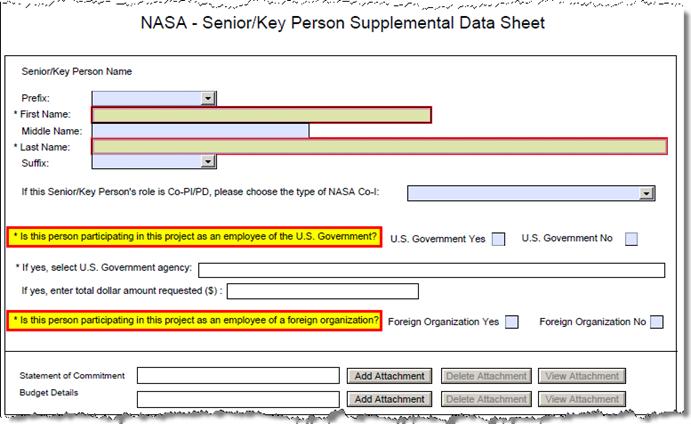 NASA - Senior/Key Person Supplemental Data Sheet
Senior/Key Person Name
Prefix:
* First Name:
Middle Name:
* Last Name:
Suffix:
If this Senior/Key Person's role is Co-PI/PD, please choose the type of NASA Co-I:
* Is this person participating in this project as an employee of the U.S. Government? U.S. Government Yes U.S. Government No
* If yes, select U.S. Government agency:
If yes, enter total dollar amount requested ($) :
* Is this person participating in this project as an employee of a foreign organization? Foreign Organization Yes Foreign Organization No
Statement of Commitment Add Attachment Delete Attachment View Attachment
Budget Details Add Attachment Delete Attachment View Attachment